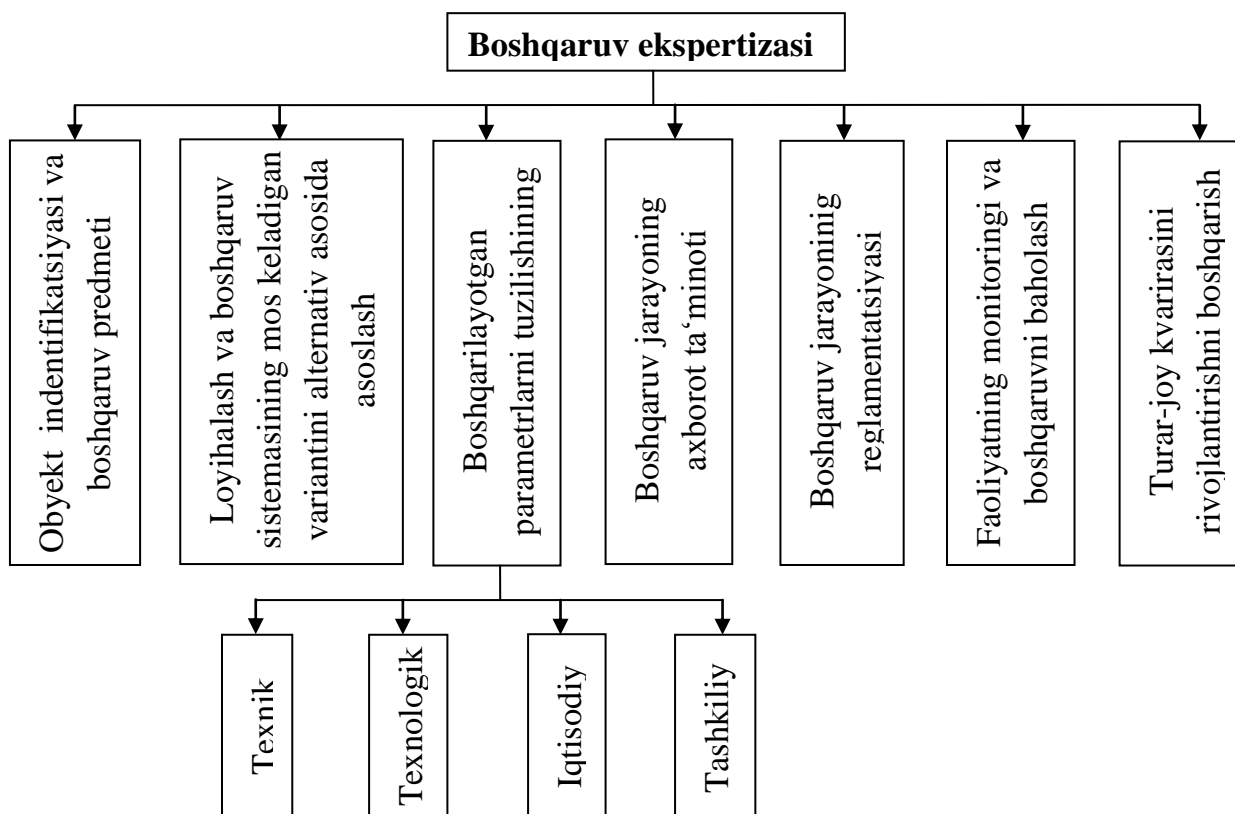 Boshqaruv ekspertizasi
Obyekt indentifikatsiyasi va
boshqaruv predmeti
Loyihalash va boshqaruv
sistemasining mos keladigan
variantini alternativ asosida
asoslash
Boshqarilayotgan
parametrlarni tuzilishining
Boshqaruv jarayoning
axborot ta‘minoti
Boshqaruv jarayoninig
reglamentatsiyasi
Faoliyatning monitoringi va
boshqaruvni baholash
Turar-joy kvarirasini
rivojlantirishni boshqarish
Texnik
Texnologik
Iqtisodiy
Tashkiliy